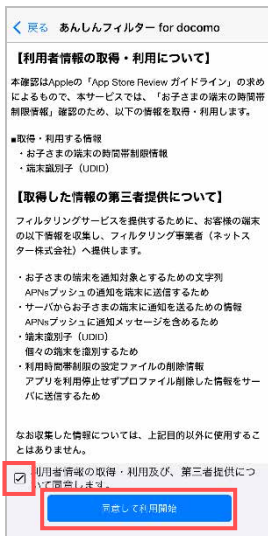 戻る あんしんフィルター for docomo
【利用者情報の取得・利用について】
本確認はAppleの「App Store Review ガイドライン」の求め
によるもので、本サービスでは、「お子さまの端末の時間帯
制限情報」確認のため、以下の情報を取得・利用します。
■取得・利用する情報
・お子さまの端末の時間帯制限情報
・端末識別子（UDID）
【取得した情報の第三者提供について】
フィルタリングサービスを提供するために、お客様の端末
の以下情報を収集し、フィルタリング事業者（ネットス
ター株式会社）へ提供します。
・お子さまの端末を通知対象とするための文字列
APNsプッシュの通知を端末に送信するため
・サーバからお子さまの端末に通知を送るための情報
APNsプッシュに通知メッセージを含めるため
・端末識別子（UDID）
個々の端末を識別するため
・利用時間帯制限の設定ファイルの削除情報
アプリを利用停止せずプロファイル削除した情報をサー
バに送信するため
なお収集した情報については、上記目的以外に使用するこ
とはありません。
利用者情報の取得・利用及び、第三者提供につ
いて同意します。
同意して利用開始